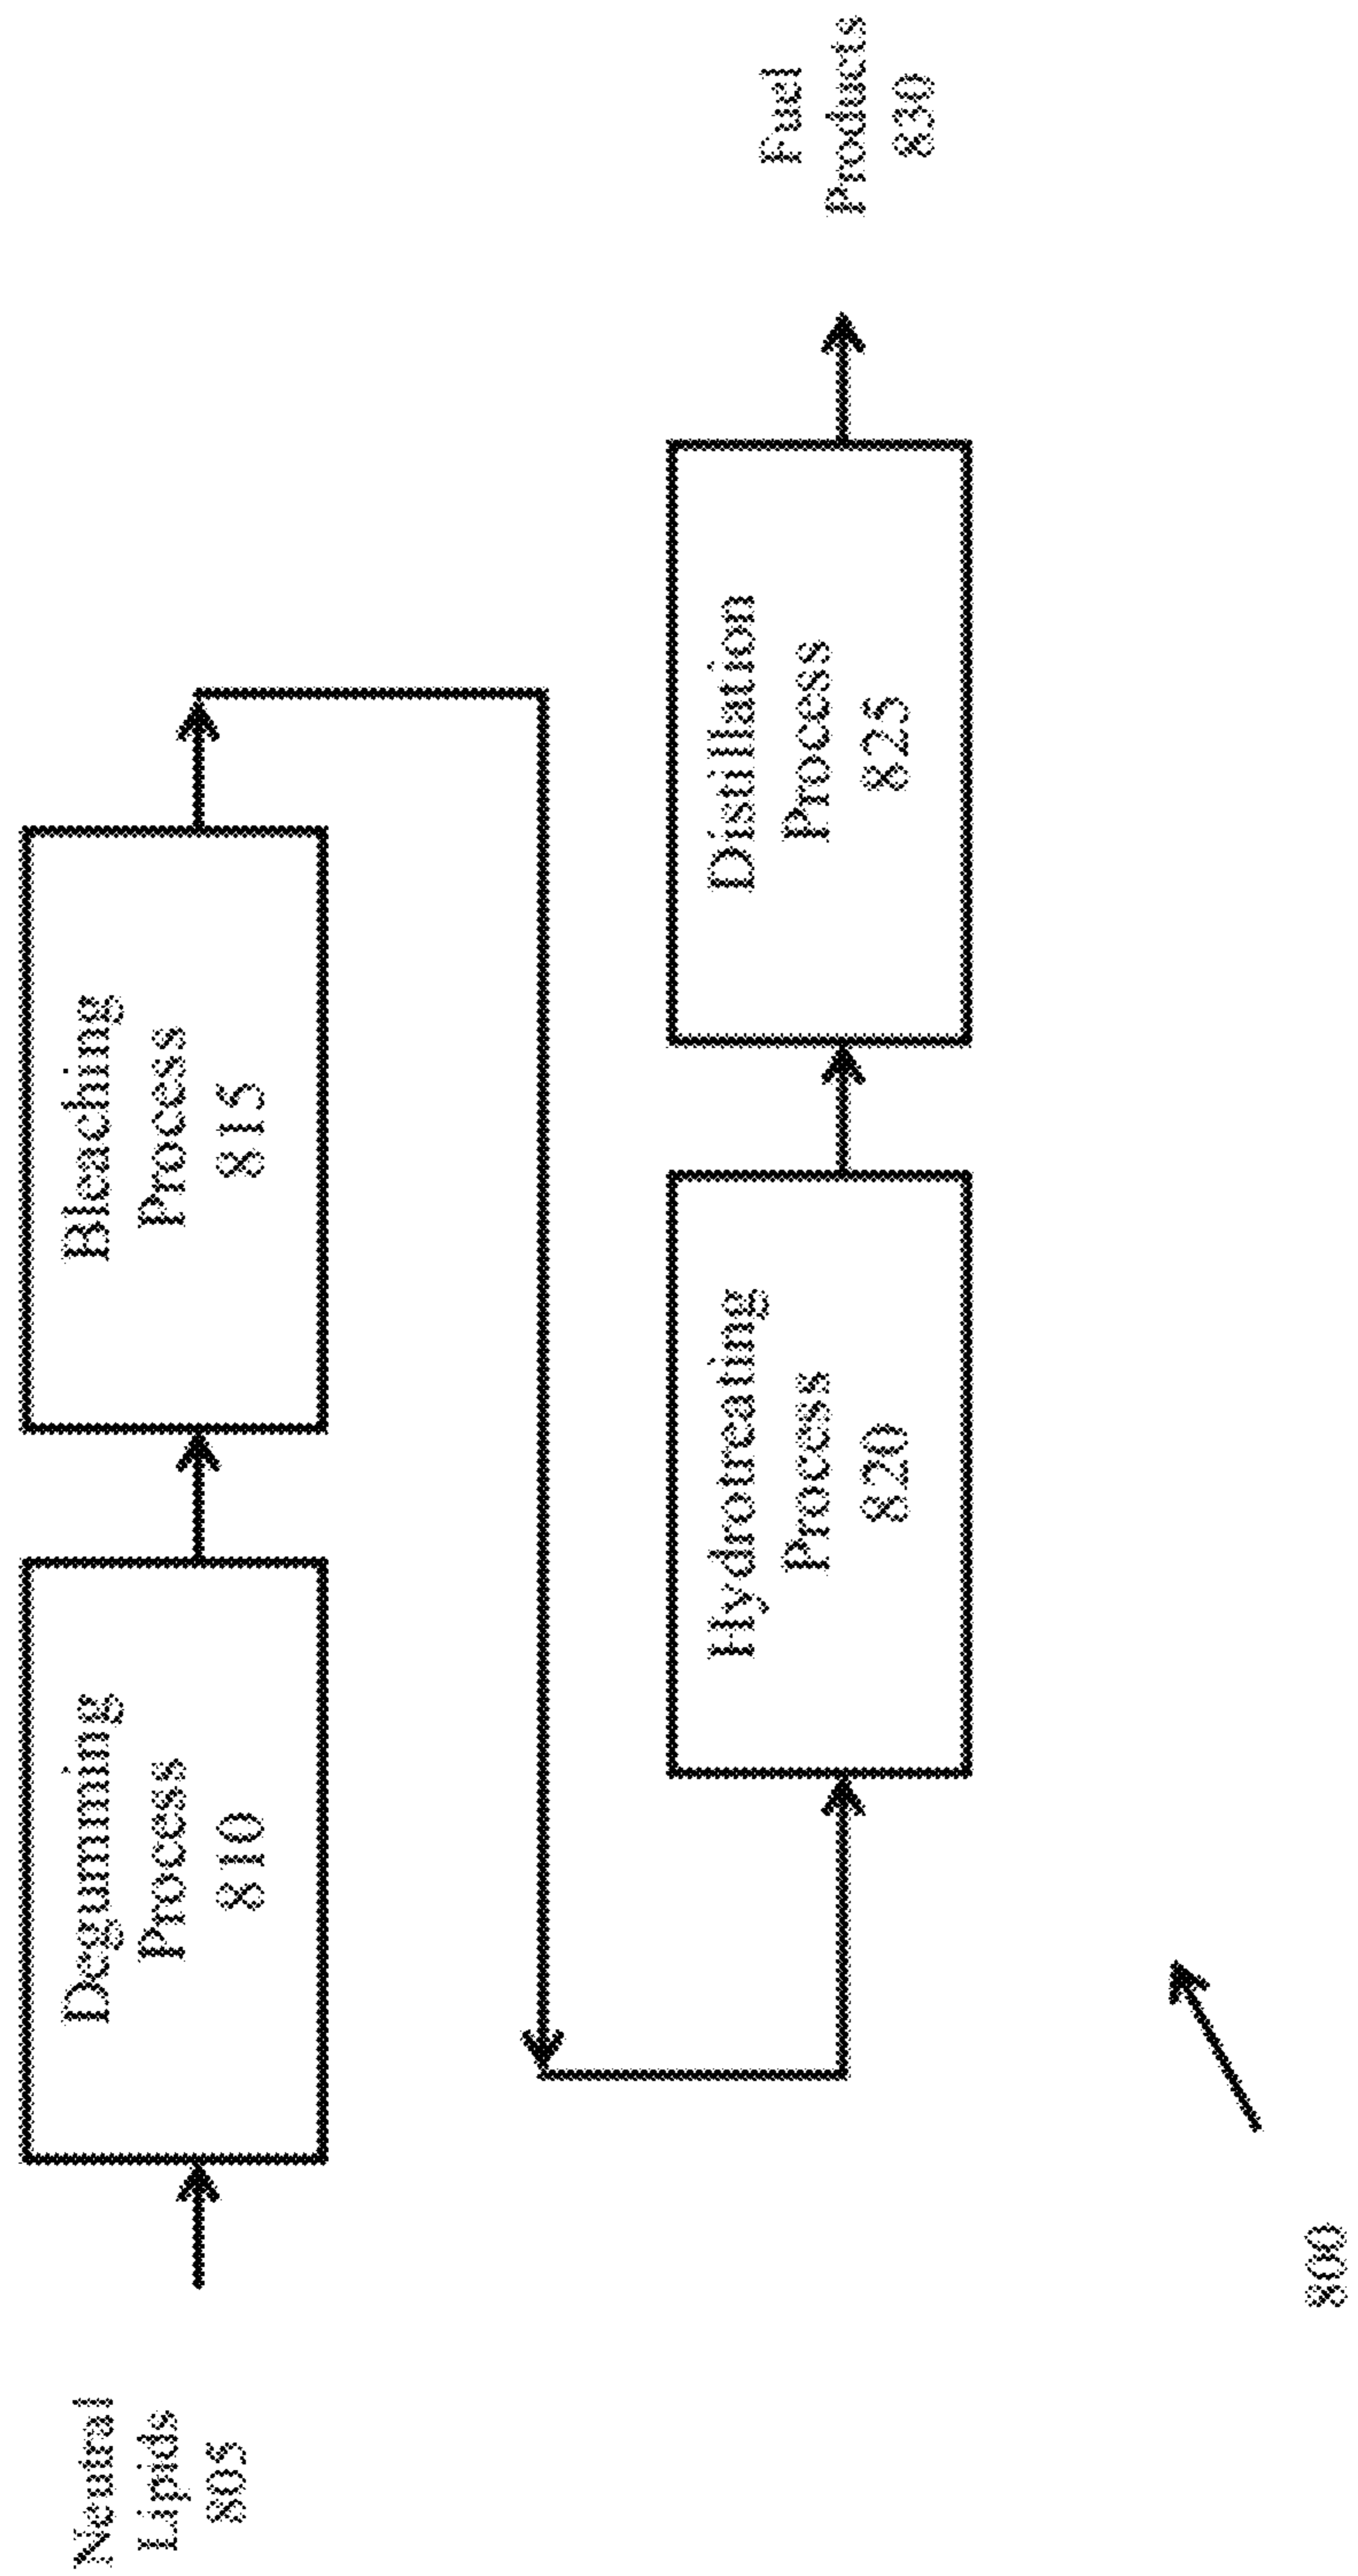 Neutral
Lipids
805
Degumming
Process
810
Bleaching
Process
815
Hydrotreating
Process
820
Distillation
Process
825
Fuel
Products
830
800